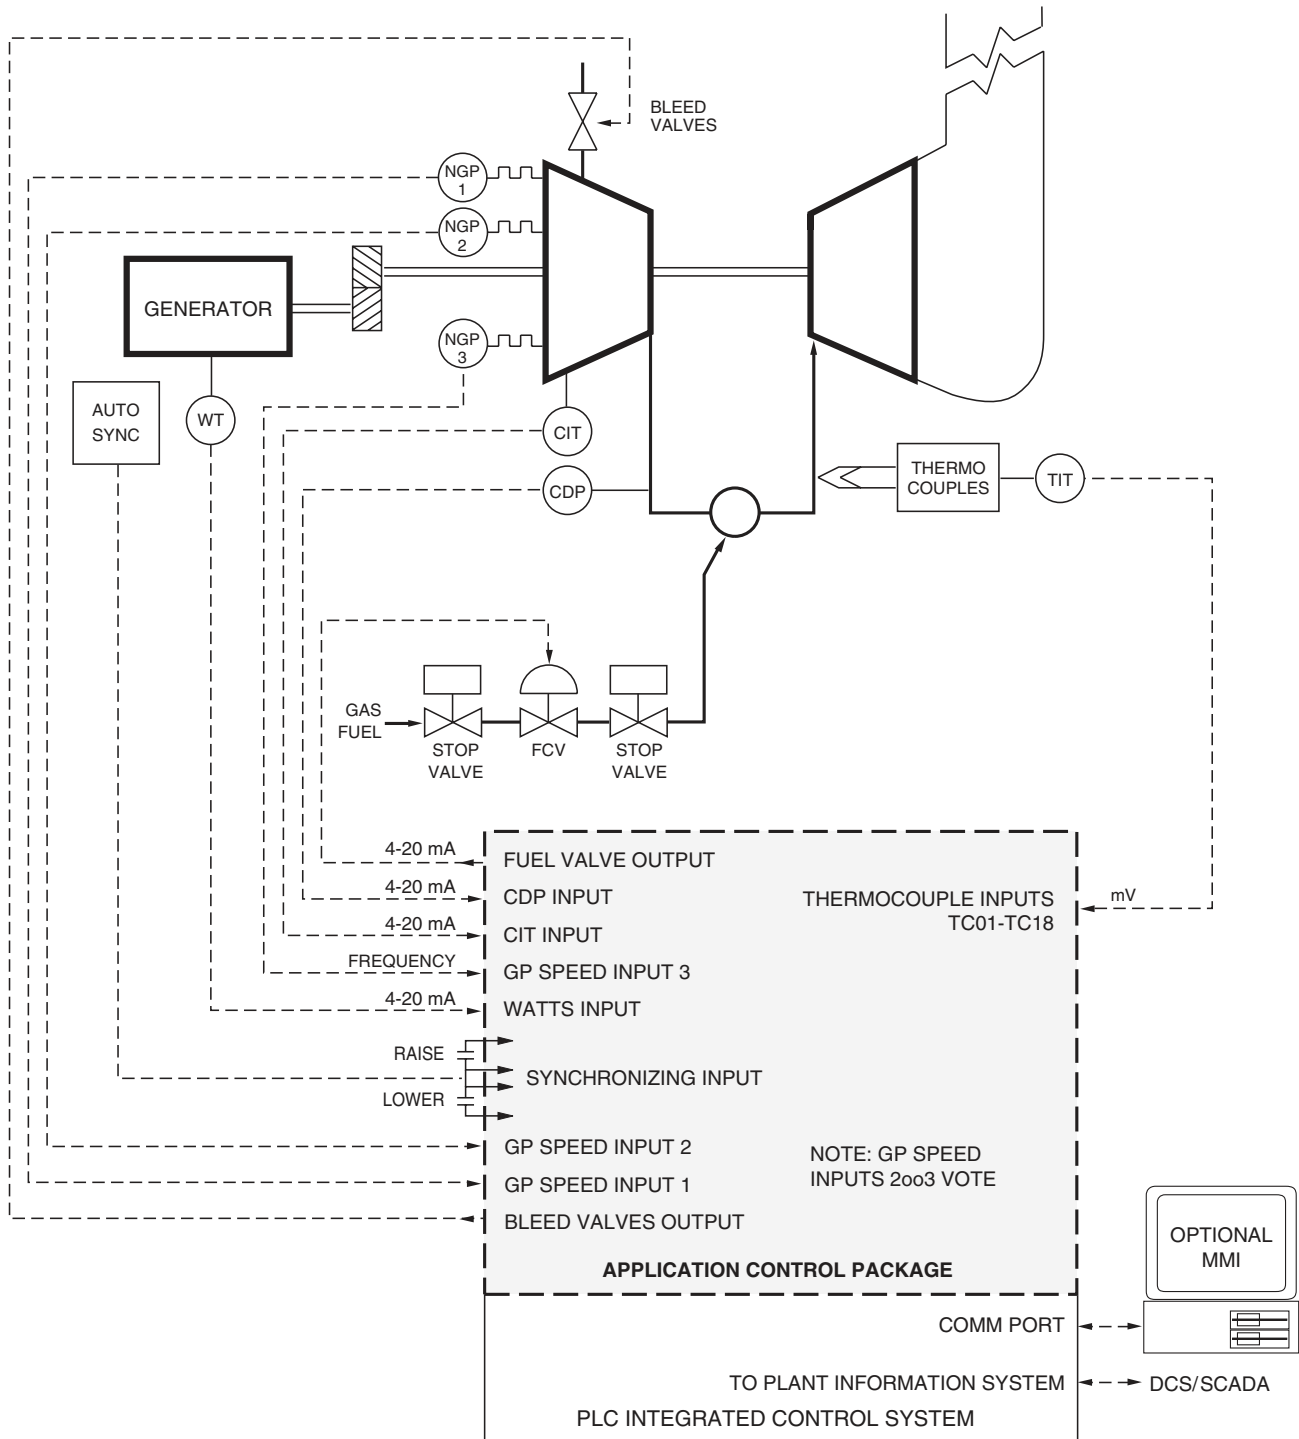 BLEED
VALVES
NGP
1
NGP
2
GENERATOR
NGP
3
AUTO
SYNC
WT
CIT
CDP
THERMO
COUPLES
TIT
GAS
FUEL
STOP
VALVE
FCV
STOP
VALVE
4-20 mA
FUEL VALVE OUTPUT
4-20 mA
CDP INPUT
THERMOCOUPLE INPUTS
TC01-TC18
mV
4-20 mA
CIT INPUT
FREQUENCY
GP SPEED INPUT 3
4-20 mA
WATTS INPUT
RAISE
SYNCHRONIZING INPUT
LOWER
GP SPEED INPUT 2
NOTE: GP SPEED
INPUTS 2oo3 VOTE
GP SPEED INPUT 1
BLEED VALVES OUTPUT
APPLICATION CONTROL PACKAGE
OPTIONAL
MMI
COMM PORT
TO PLANT INFORMATION SYSTEM
DCS/SCADA
PLC INTEGRATED CONTROL SYSTEM